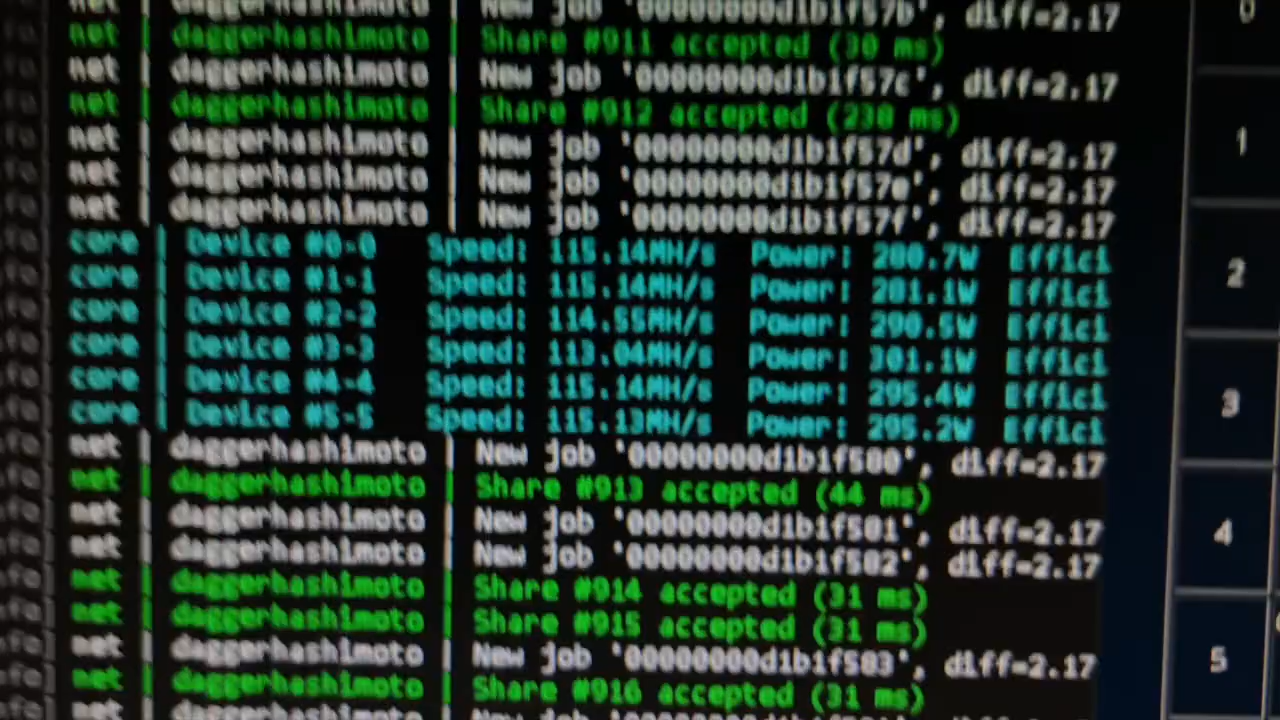 net | daggerhashimoto | New job '00000000d1b1f57b', diff=2.17
net | daggerhashimoto | Share #911 accepted (30 ms)
net | daggerhashimoto | New job '00000000d1b1f57c', diff=2.17
net | daggerhashimoto | Share #912 accepted (230 ms)
net | daggerhashimoto | New job '00000000d1b1f57d', diff=2.17
net | daggerhashimoto | New job '00000000d1b1f57e', diff=2.17
net | daggerhashimoto | New job '00000000d1b1f57f', diff=2.17
core | Device #0-0 Speed: 115.14MH/s Power: 280.7W Effici
core | Device #1-1 Speed: 115.14MH/s Power: 281.1W Effici
core | Device #2-2 Speed: 114.55MH/s Power: 290.5W Effici
core | Device #3-3 Speed: 113.04MH/s Power: 301.1W Effici
core | Device #4-4 Speed: 115.14MH/s Power: 295.4W Effici
core | Device #5-5 Speed: 115.13MH/s Power: 295.2W Effici
net | daggerhashimoto | New job '00000000d1b1f580', diff=2.17
net | daggerhashimoto | Share #913 accepted (44 ms)
net | daggerhashimoto | New job '00000000d1b1f581', diff=2.17
net | daggerhashimoto | New job '00000000d1b1f582', diff=2.17
net | daggerhashimoto | Share #914 accepted (31 ms)
net | daggerhashimoto | Share #915 accepted (31 ms)
net | daggerhashimoto | New job '00000000d1b1f583', diff=2.17
net | daggerhashimoto | Share #916 accepted (31 ms)
0
1
2
3
4
5